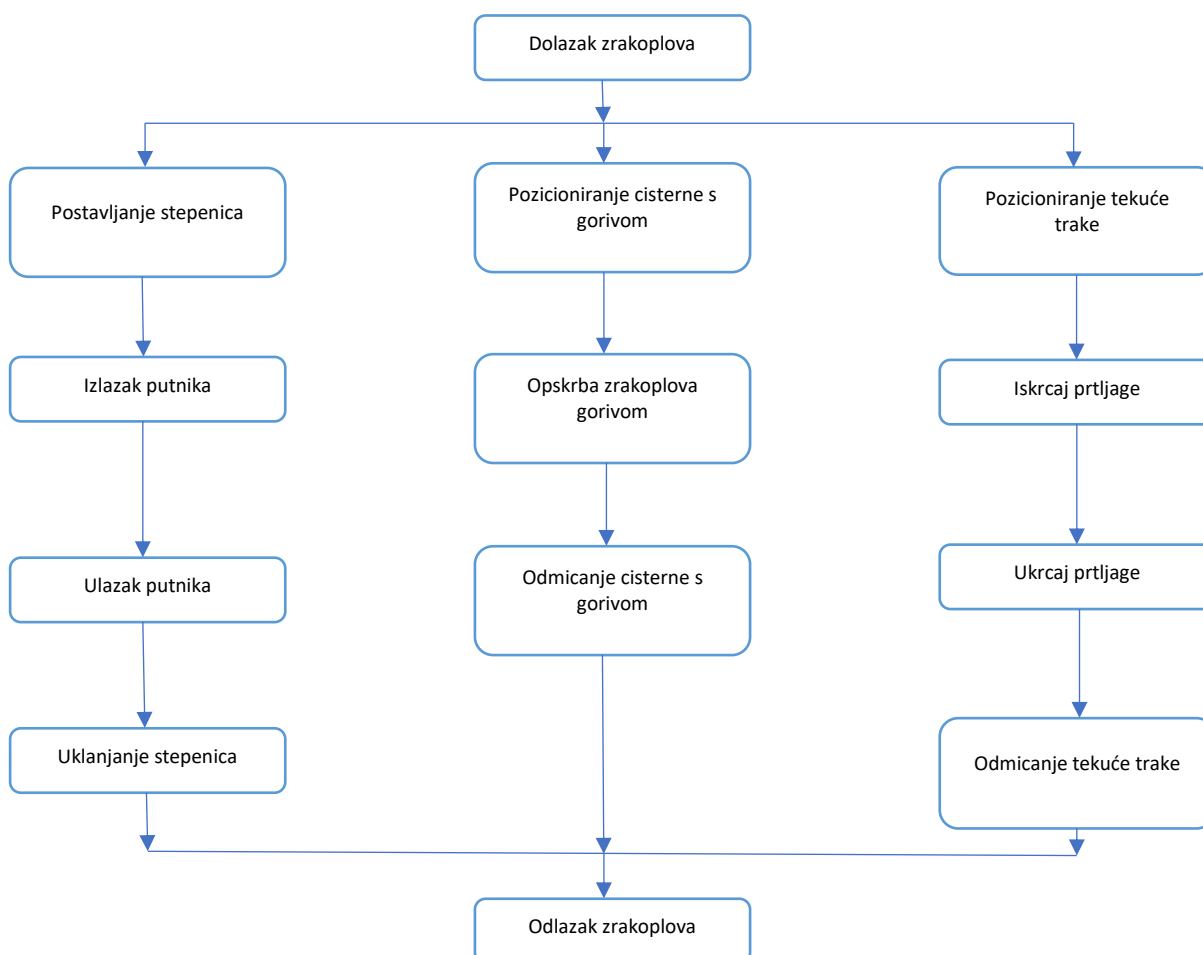 Dolazak zrakoplova
Postavljanje stepenica
Pozicioniranje cisterne s
gorivom
Pozicioniranje tekuće
trake
Izlazak putnika
Opskrba zrakoplova
gorivom
Iskrcaj prtljage
Ulazak putnika
Odmicanje cisterne s
gorivom
Ukrcaj prtljage
Uklanjanje stepenica
Odmicanje tekuće trake
Odlazak zrakoplova